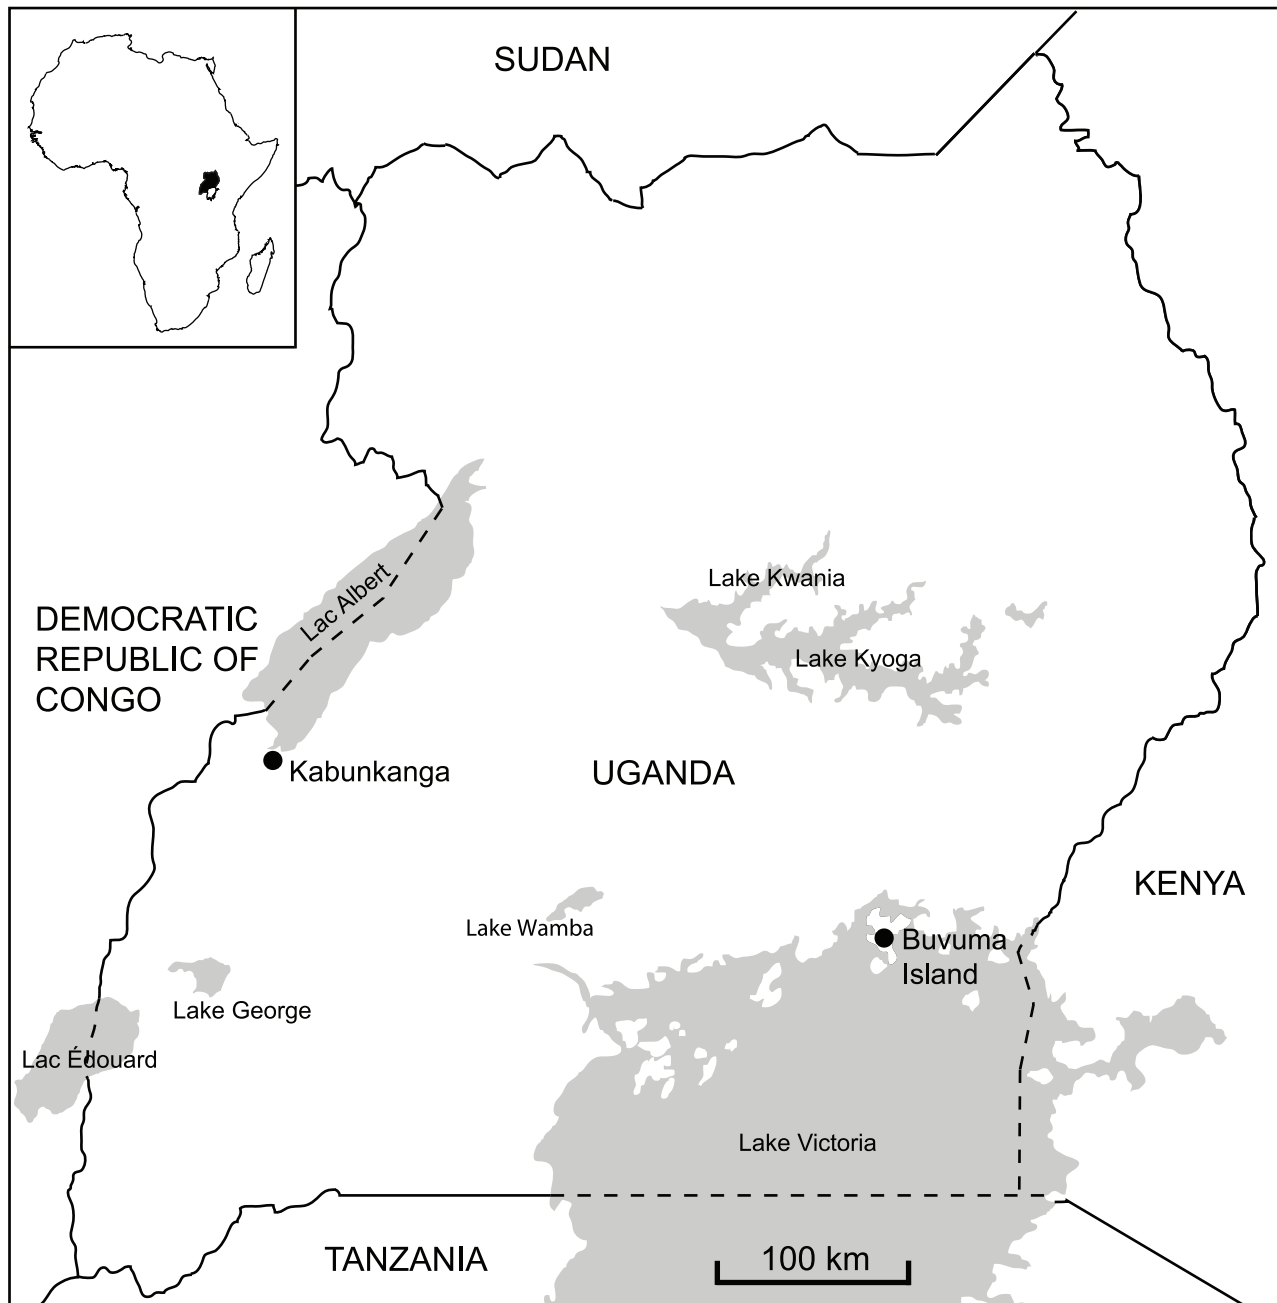 SUDAN
Lake Kwania
Lac Albert
DEMOCRATIC
REPUBLIC OF
CONGO
Lake Kyoga
Kabunkanga
UGANDA
KENYA
Lake Wamba
Buvuma
Island
Lake George
Lac Édouard
Lake Victoria
TANZANIA
100 km